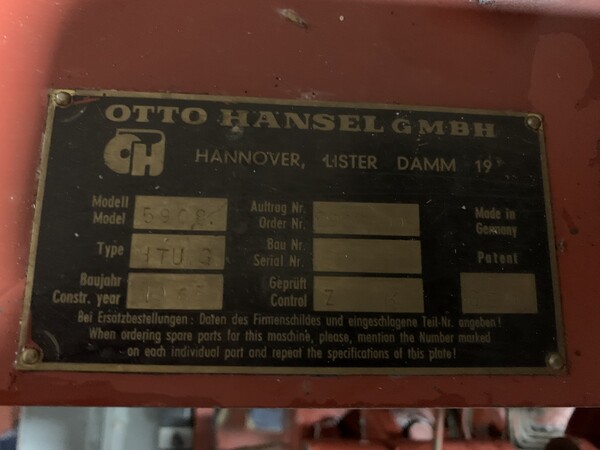 OTTO HANSEL GMBH
OH
HANNOVER, LISTER DAMM 19
Modell
Model
Auftrag Nr.
Order Nr.
Made in
Germany
Type
Bau Nr.
Serial Nr.
Patent
Baujahr
Constr. year
Geprüft
Control
Z
Bei Ersatzbestellungen: Daten des Firmenschildes und eingeschlagene Teil-Nr. angeben!
When ordering spare parts for this maschine, please, mention the Number marked
on each individual part and repeat the specifications of this plate!